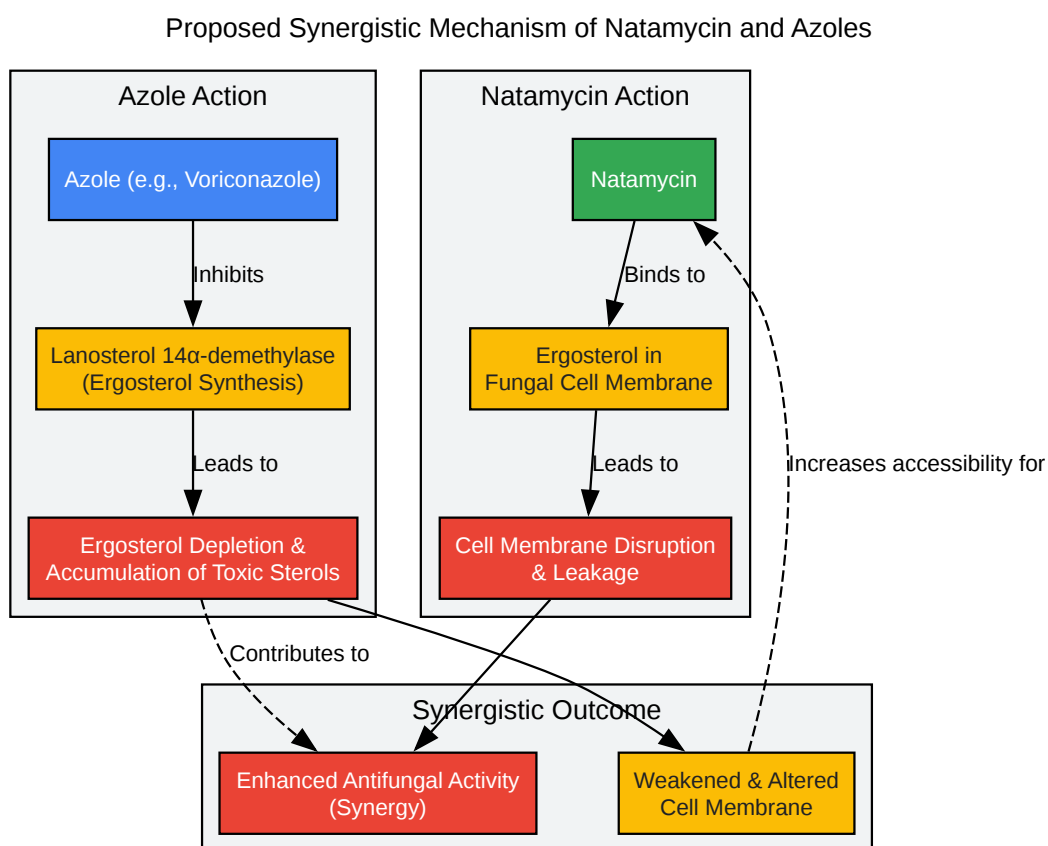 Proposed Synergistic Mechanism of Natamycin and Azoles
Azole Action
Natamycin Action
Azole (e.g., Voriconazole)
Natamycin
Inhibits
Binds to
Lanosterol 14α-demethylase
(Ergosterol Synthesis)
Ergosterol in
Fungal Cell Membrane
Leads to
Leads to
Increases accessibility for
Ergosterol Depletion &
Accumulation of Toxic Sterols
Cell Membrane Disruption
& Leakage
Contributes to
Synergistic Outcome
Enhanced Antifungal Activity
(Synergy)
Weakened & Altered
Cell Membrane